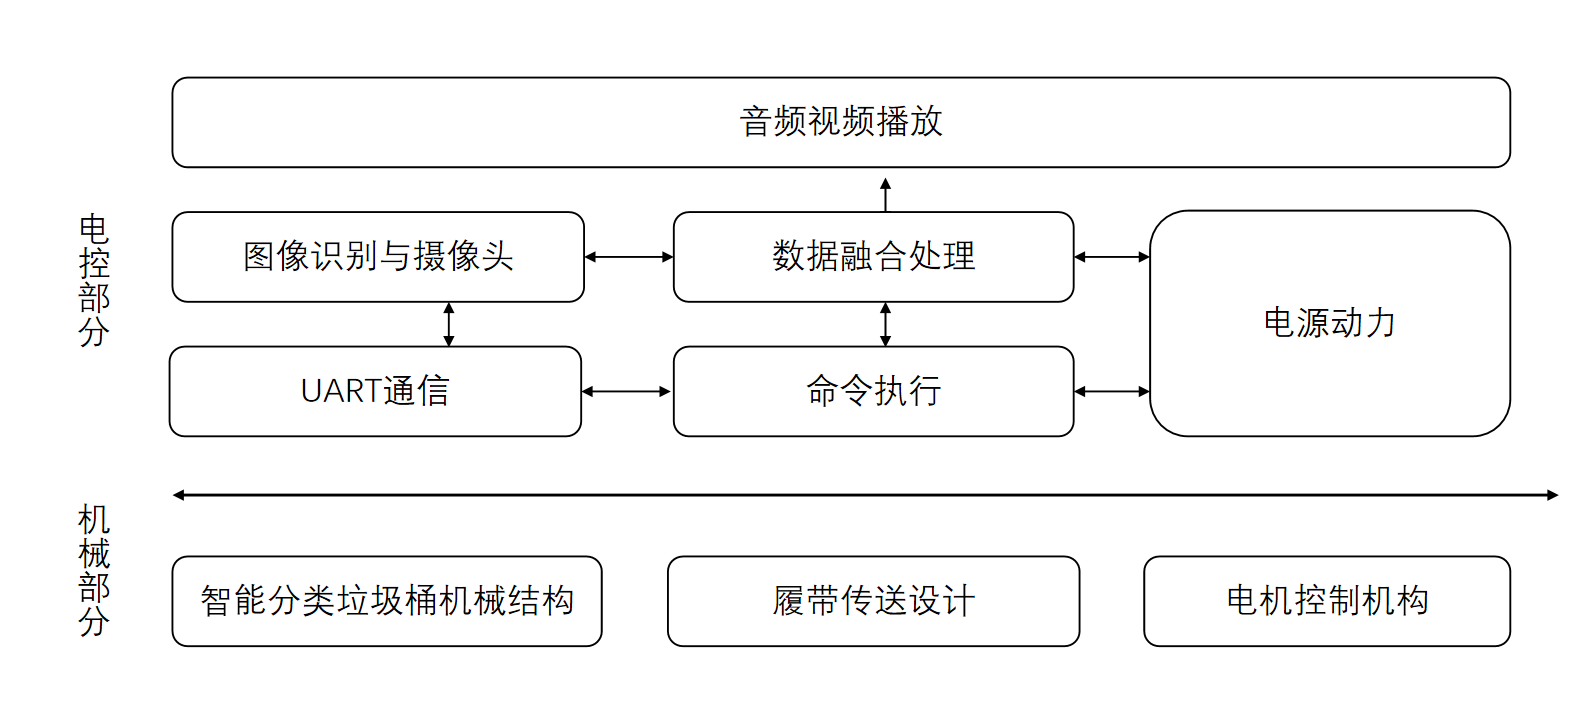 音频视频播放
电控部分
图像识别与摄像头
数据融合处理
电源动力
UART通信
命令执行
机械部分
智能分类垃圾桶机械结构
履带传送设计
电机控制机构